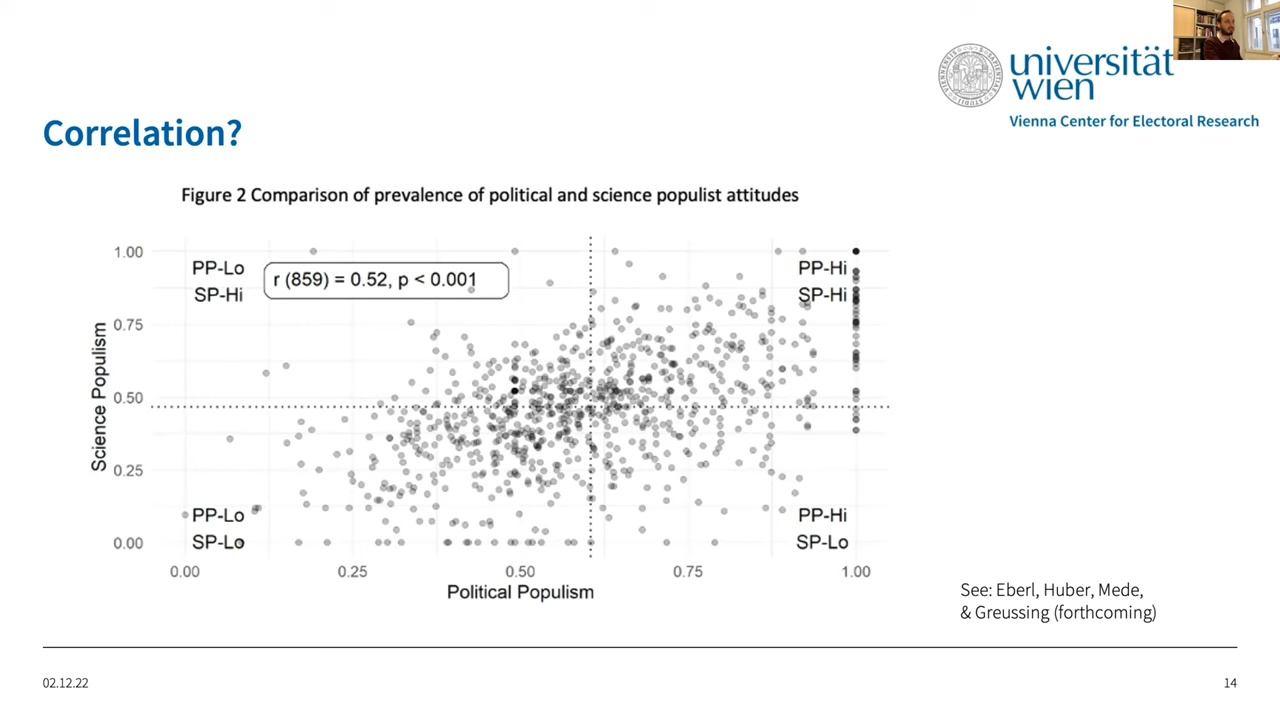 universität
wien
Vienna Center for Electoral Research
Correlation?
Figure 2 Comparison of prevalence of political and science populist attitudes
1.00
0.75
0.50
0.25
0.00
Science Populism
PP-Lo
SP-Hi
r (859) = 0.52, p < 0.001
PP-Hi
SP-Hi
PP-Lo
SP-Lo
PP-Hi
SP-Lo
0.00 0.25 0.50 0.75 1.00
Political Populism
See: Eberl, Huber, Mede,
& Greussing (forthcoming)
02.12.22
14